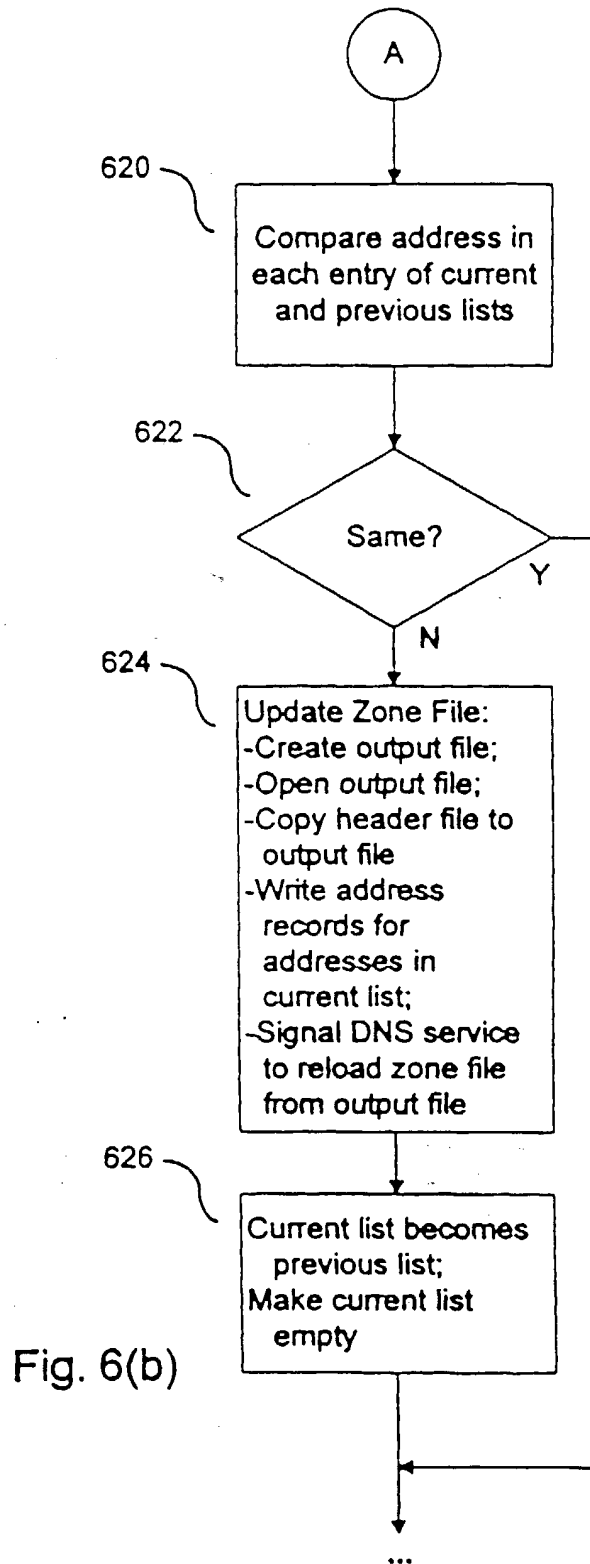 A
620
Compare address in
each entry of current
and previous lists
622
Same?
Y
N
624
Update Zone File:
-Create output file;
-Open output file;
-Copy header file to
output file
-Write address
records for
addresses in
current list;
-Signal DNS service
to reload zone file
from output file
626
Current list becomes
previous list;
Make current list
empty
Fig. 6(b)
...